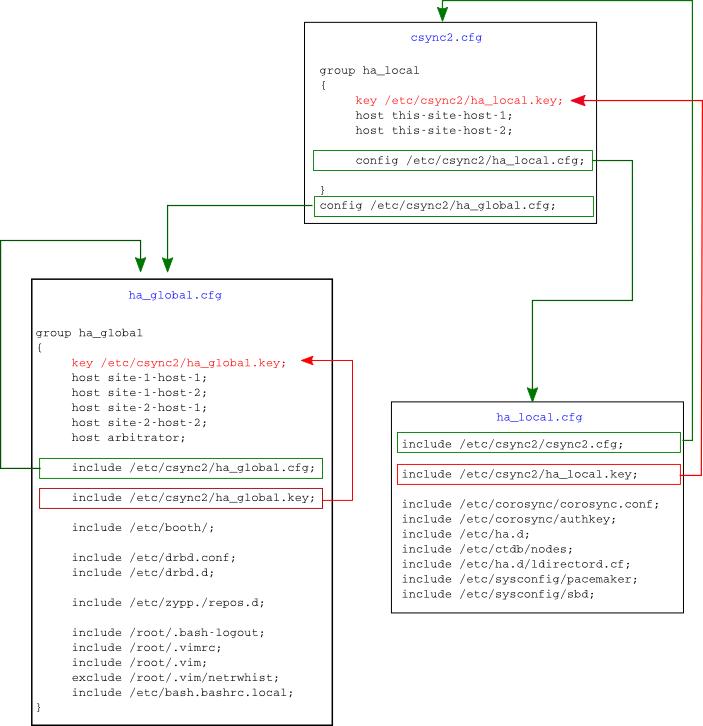 csync2.cfg
group ha_local
{
key /etc/csync2/ha_local.key;
host this-site-host-1;
host this-site-host-2;
config /etc/csync2/ha_local.cfg;
}
config /etc/csync2/ha_global.cfg;
ha_global.cfg
group ha_global
{
key /etc/csync2/ha_global.key;
host site-1-host-1;
host site-1-host-2;
host site-2-host-1;
host site-2-host-2;
host arbitrator;
include /etc/csync2/ha_global.cfg;
include /etc/csync2/ha_global.key;
include /etc/booth/;
include /etc/drbd.conf;
include /etc/drbd.d;
include /etc/zypp./repos.d;
include /root/.bash-logout;
include /root/.vimrc;
include /root/.vim;
exclude /root/.vim/netrwhist;
include /etc/bash.bashrc.local;
}
ha_local.cfg
include /etc/csync2/csync2.cfg;
include /etc/csync2/ha_local.key;
include /etc/corosync/corosync.conf;
include /etc/corosync/authkey;
include /etc/ha.d;
include /etc/ctdb/nodes;
include /etc/ha.d/ldirectord.cf;
include /etc/sysconfig/pacemaker;
include /etc/sysconfig/sbd;